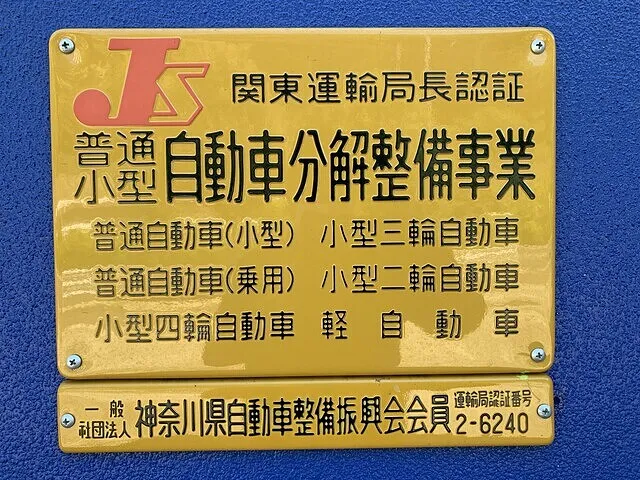 JS 関東運輸局長認証
普通
小型 自動車分解整備事業
普通自動車(小型) 小型三輪自動車
普通自動車(乗用) 小型二輪自動車
小型四輪自動車 軽自動車
一般
社団法人 神奈川県自動車整備振興会会員 運輸局認証番号
2-6240